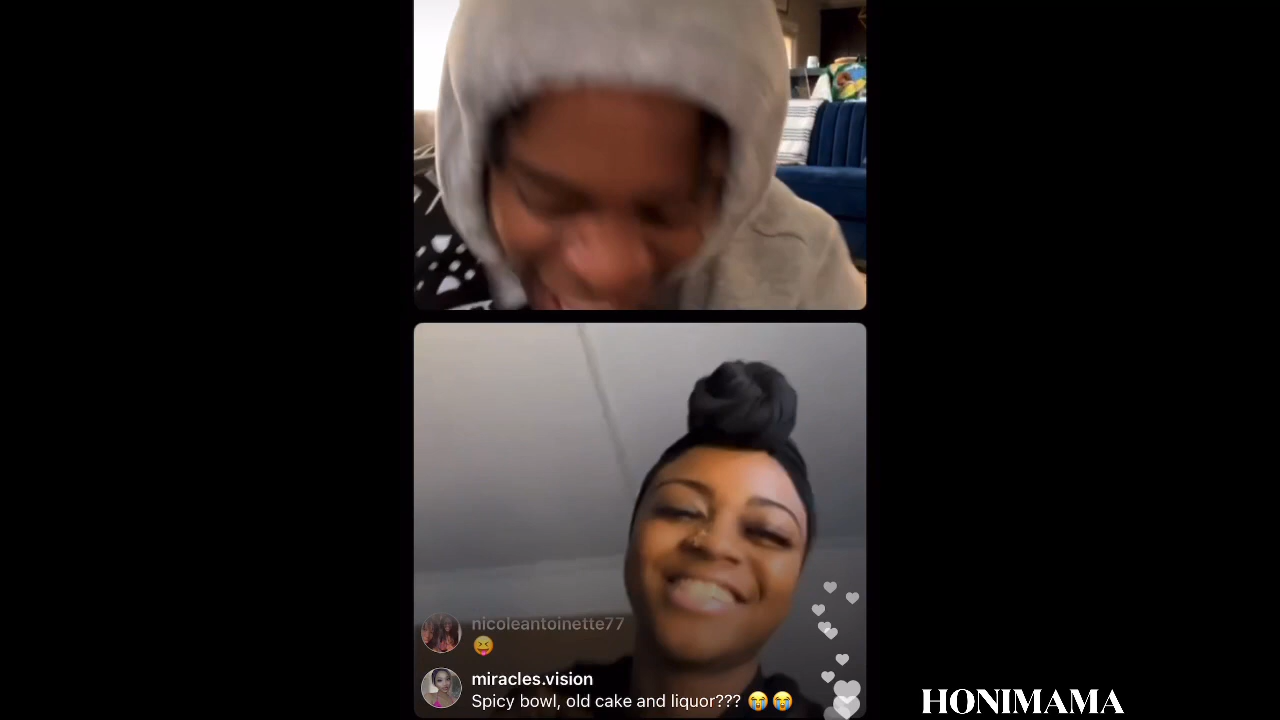 nicoleantoinette77
😝
miracles.vision
Spicy bowl, old cake and liquor??? 😭😭
HONIMAMA